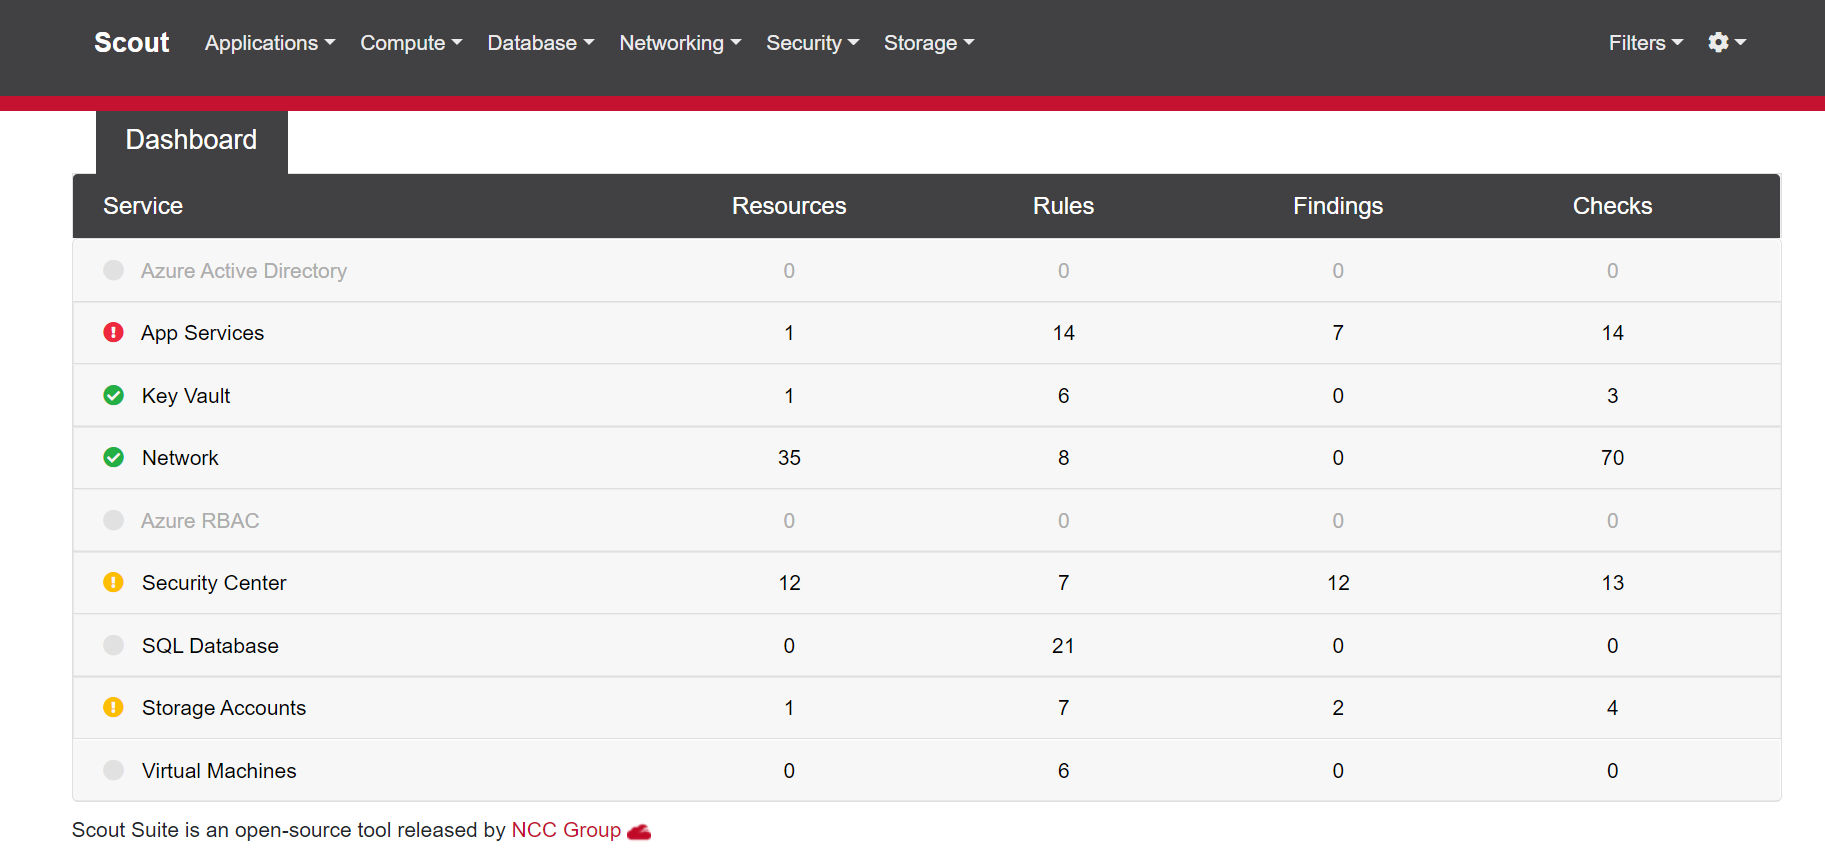 Scout Applications Compute Database Networking Security Storage Filters
Dashboard
Service Resources Rules Findings Checks
Azure Active Directory 0 0 0 0
App Services 1 14 7 14
Key Vault 1 6 0 3
Network 35 8 0 70
Azure RBAC 0 0 0 0
Security Center 12 7 12 13
SQL Database 0 21 0 0
Storage Accounts 1 7 2 4
Virtual Machines 0 6 0 0
Scout Suite is an open-source tool released by NCC Group